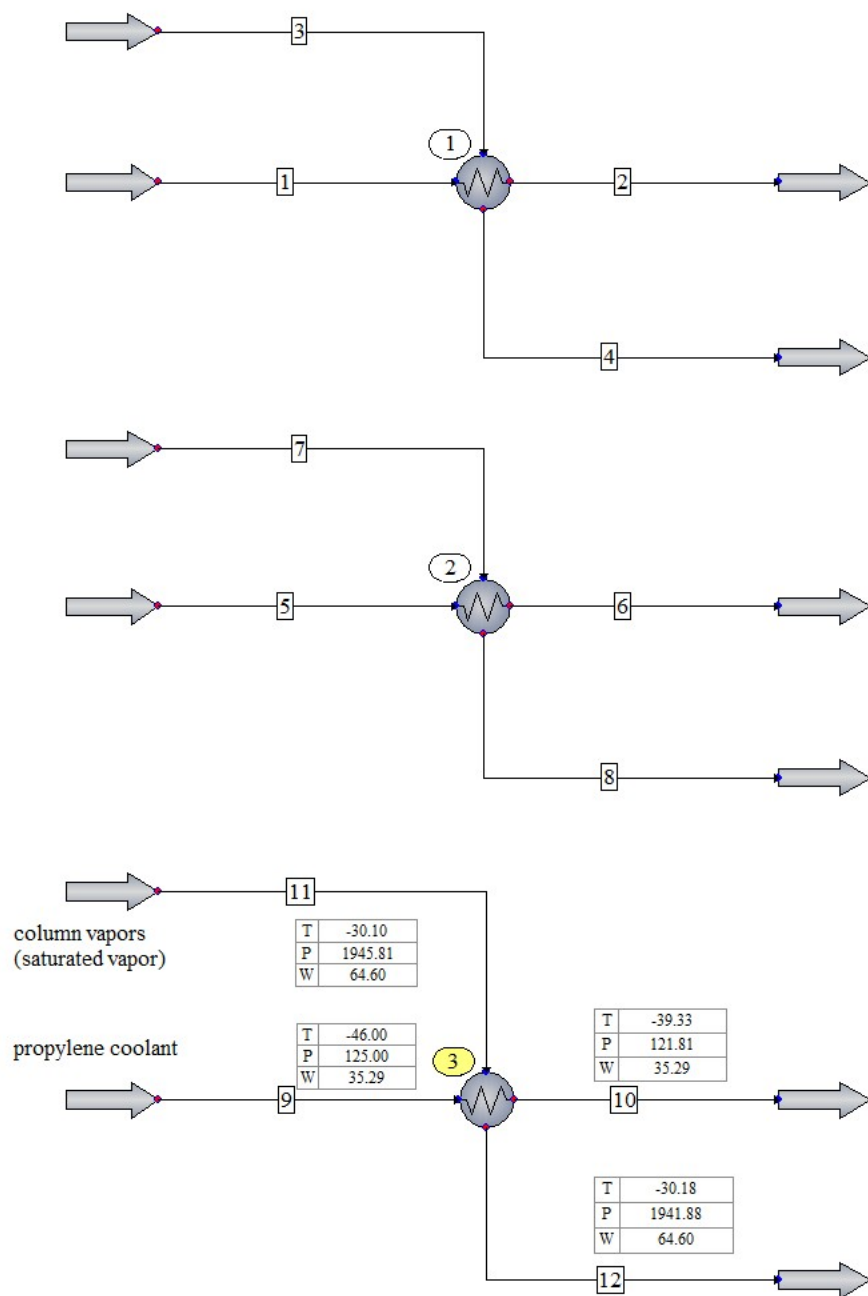 3
1
1
2
4
7
2
5
6
8
11
column vapors
(saturated vapor)
T -30.10
P 1945.81
W 64.60
propylene coolant
T -46.00
P 125.00
W 35.29
3
T -39.33
P 121.81
W 35.29
9
10
T -30.18
P 1941.88
W 64.60
12